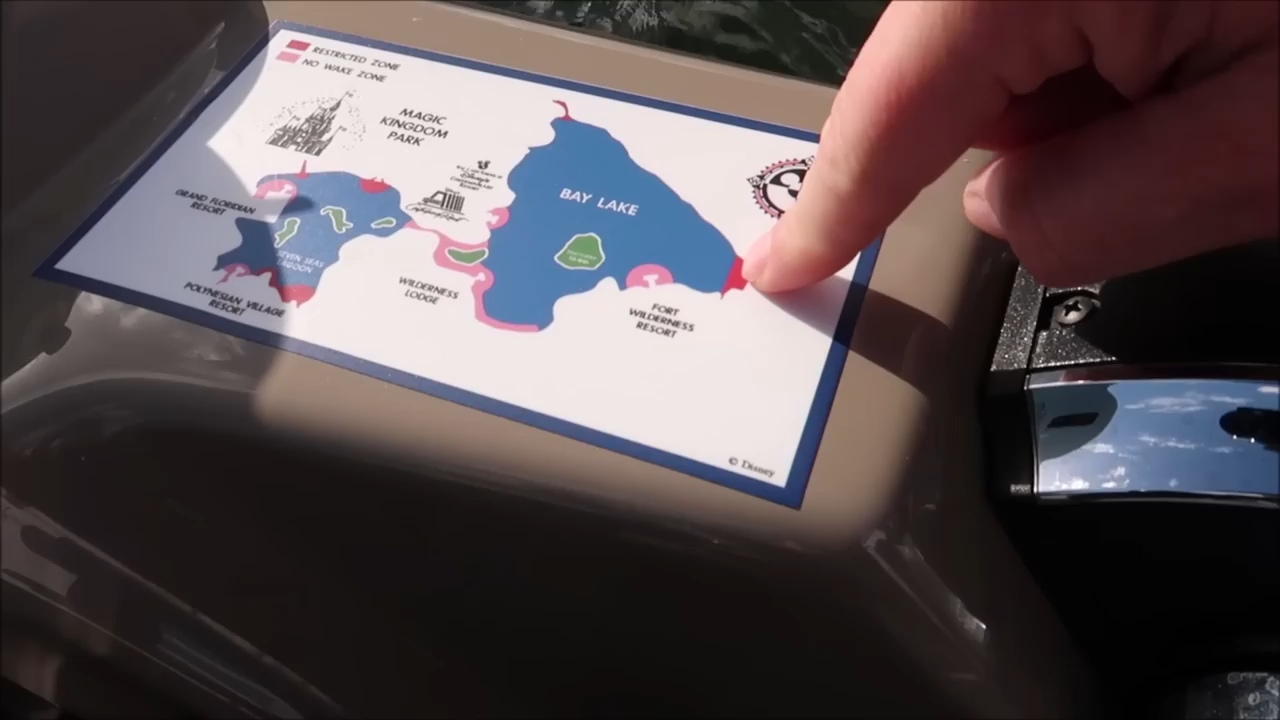 RESTRICTED ZONE
NO WAKE ZONE
MAGIC
KINGDOM
PARK
GRAND FLORIDIAN
RESORT
BAY LAKE
SEVEN SEAS
LAGOON
WILDERNESS
LODGE
POLYNESIAN VILLAGE
RESORT
FORT
WILDERNESS
RESORT
© Disney